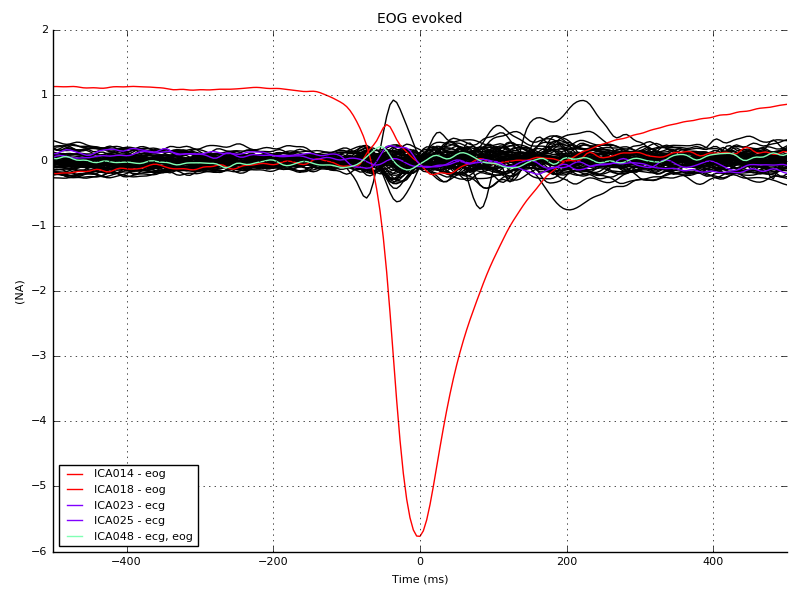 EOG evoked
2
1
0
−1
−2
−3
−4
−5
−6
(NA)
ICA014 - eog
ICA018 - eog
ICA023 - ecg
ICA025 - ecg
ICA048 - ecg, eog
−400 −200 0 200 400
Time (ms)